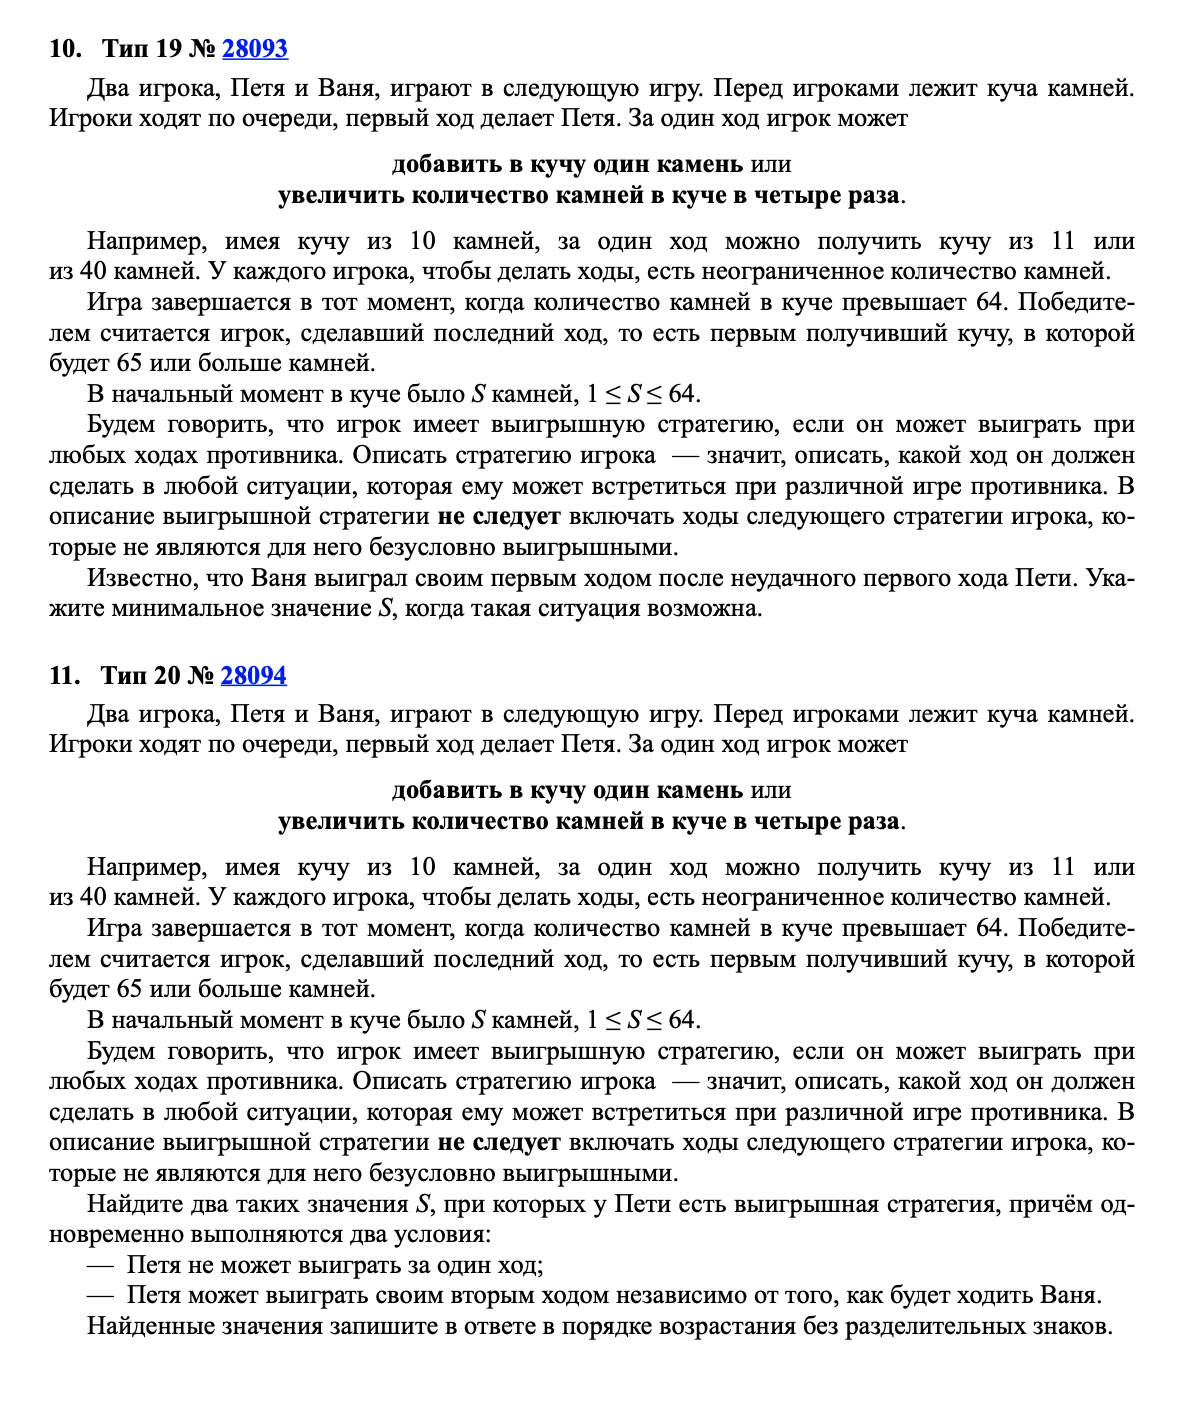 10. Тип 19 № 28093
Два игрока, Петя и Ваня, играют в следующую игру. Перед игроками лежит куча камней.
Игроки ходят по очереди, первый ход делает Петя. За один ход игрок может
добавить в кучу один камень или
увеличить количество камней в куче в четыре раза.
Например, имея кучу из 10 камней, за один ход можно получить кучу из 11 или
из 40 камней. У каждого игрока, чтобы делать ходы, есть неограниченное количество камней.
Игра завершается в тот момент, когда количество камней в куче превышает 64. Победите-
лем считается игрок, сделавший последний ход, то есть первым получивший кучу, в которой
будет 65 или больше камней.
В начальный момент в куче было S камней, 1 ≤ S ≤ 64.
Будем говорить, что игрок имеет выигрышную стратегию, если он может выиграть при
любых ходах противника. Описать стратегию игрока — значит, описать, какой ход он должен
сделать в любой ситуации, которая ему может встретиться при различной игре противника. В
описание выигрышной стратегии не следует включать ходы следующего стратегии игрока, ко-
торые не являются для него безусловно выигрышными.
Известно, что Ваня выиграл своим первым ходом после неудачного первого хода Пети. Ука-
жите минимальное значение S, когда такая ситуация возможна.
11. Тип 20 № 28094
Два игрока, Петя и Ваня, играют в следующую игру. Перед игроками лежит куча камней.
Игроки ходят по очереди, первый ход делает Петя. За один ход игрок может
добавить в кучу один камень или
увеличить количество камней в куче в четыре раза.
Например, имея кучу из 10 камней, за один ход можно получить кучу из 11 или
из 40 камней. У каждого игрока, чтобы делать ходы, есть неограниченное количество камней.
Игра завершается в тот момент, когда количество камней в куче превышает 64. Победите-
лем считается игрок, сделавший последний ход, то есть первым получивший кучу, в которой
будет 65 или больше камней.
В начальный момент в куче было S камней, 1 ≤ S ≤ 64.
Будем говорить, что игрок имеет выигрышную стратегию, если он может выиграть при
любых ходах противника. Описать стратегию игрока — значит, описать, какой ход он должен
сделать в любой ситуации, которая ему может встретиться при различной игре противника. В
описание выигрышной стратегии не следует включать ходы следующего стратегии игрока, ко-
торые не являются для него безусловно выигрышными.
Найдите два таких значения S, при которых у Пети есть выигрышная стратегия, причём од-
новременно выполняются два условия:
— Петя не может выиграть за один ход;
— Петя может выиграть своим вторым ходом независимо от того, как будет ходить Ваня.
Найденные значения запишите в ответе в порядке возрастания без разделительных знаков.